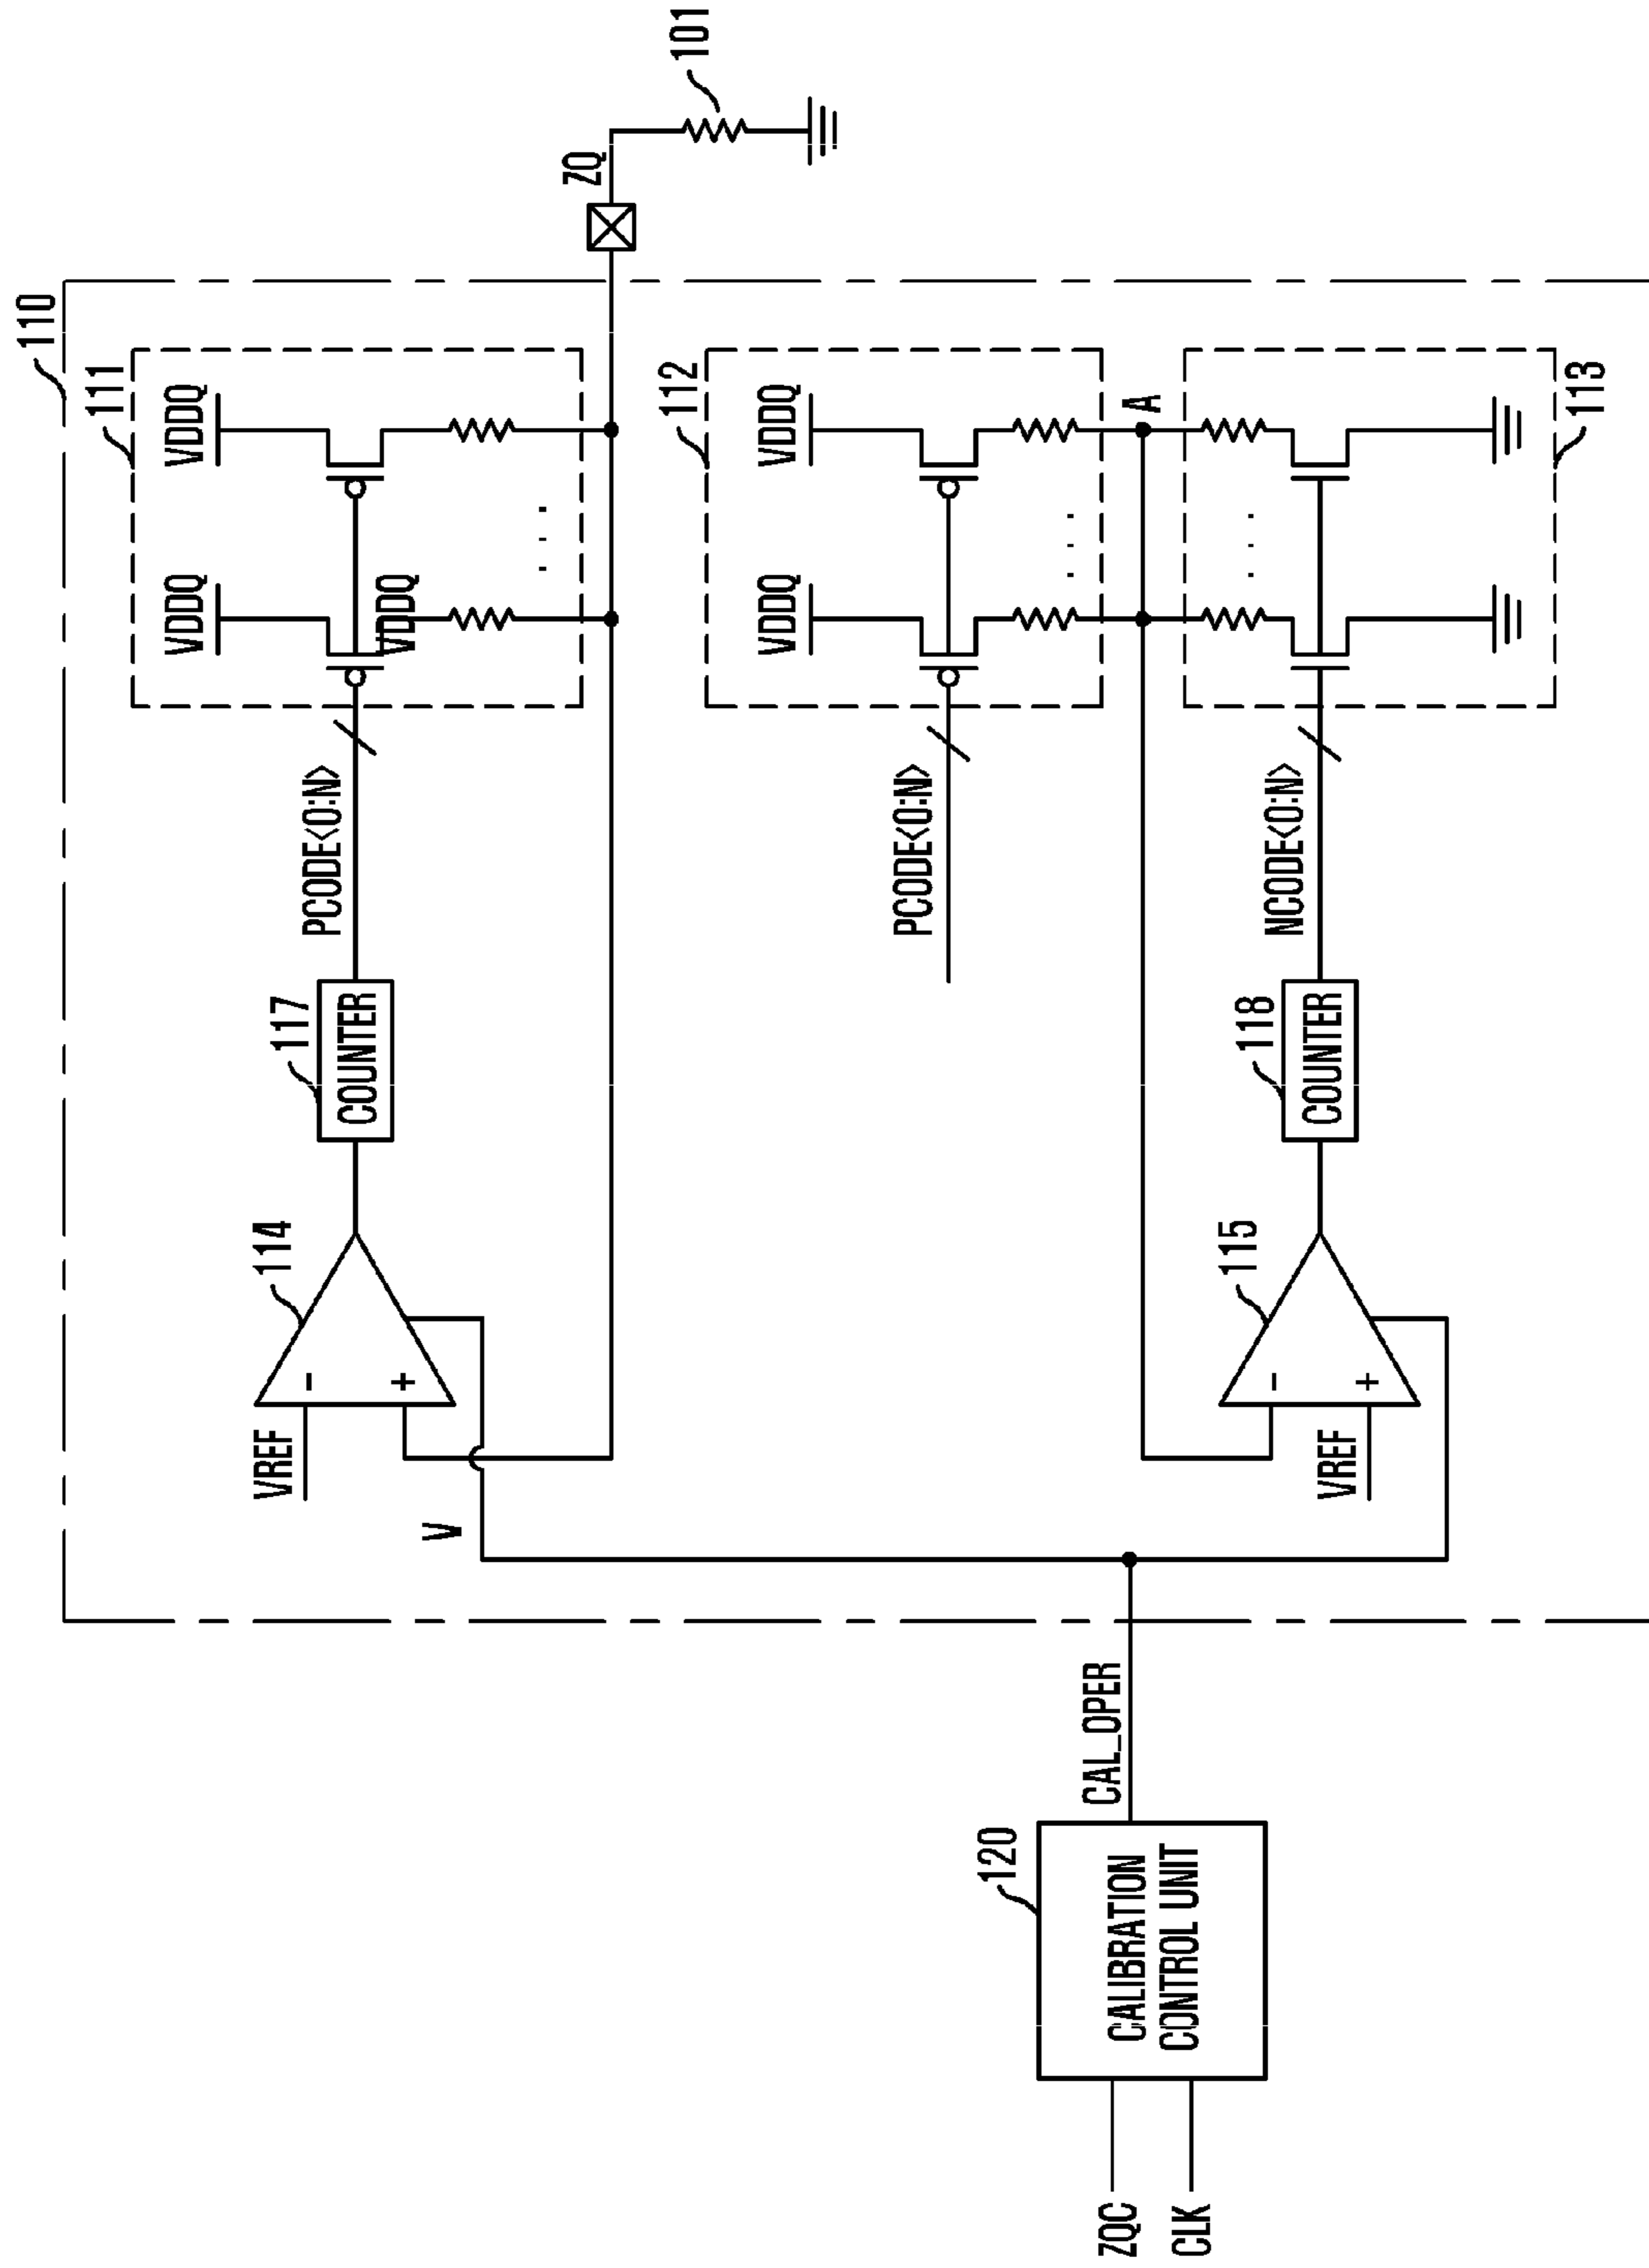 110
111
VDDQ
VDDQ
VDDQ
ZQ
101
PCODE<0:N>
117
COUNTER
114
-
+
VREF
V
112
VDDQ
VDDQ
PCODE<0:N>
A
113
NCODE<0:N>
118
COUNTER
115
-
+
VREF
CAL_OPER
120
CALIBRATION
CONTROL UNIT
ZQC
CLK